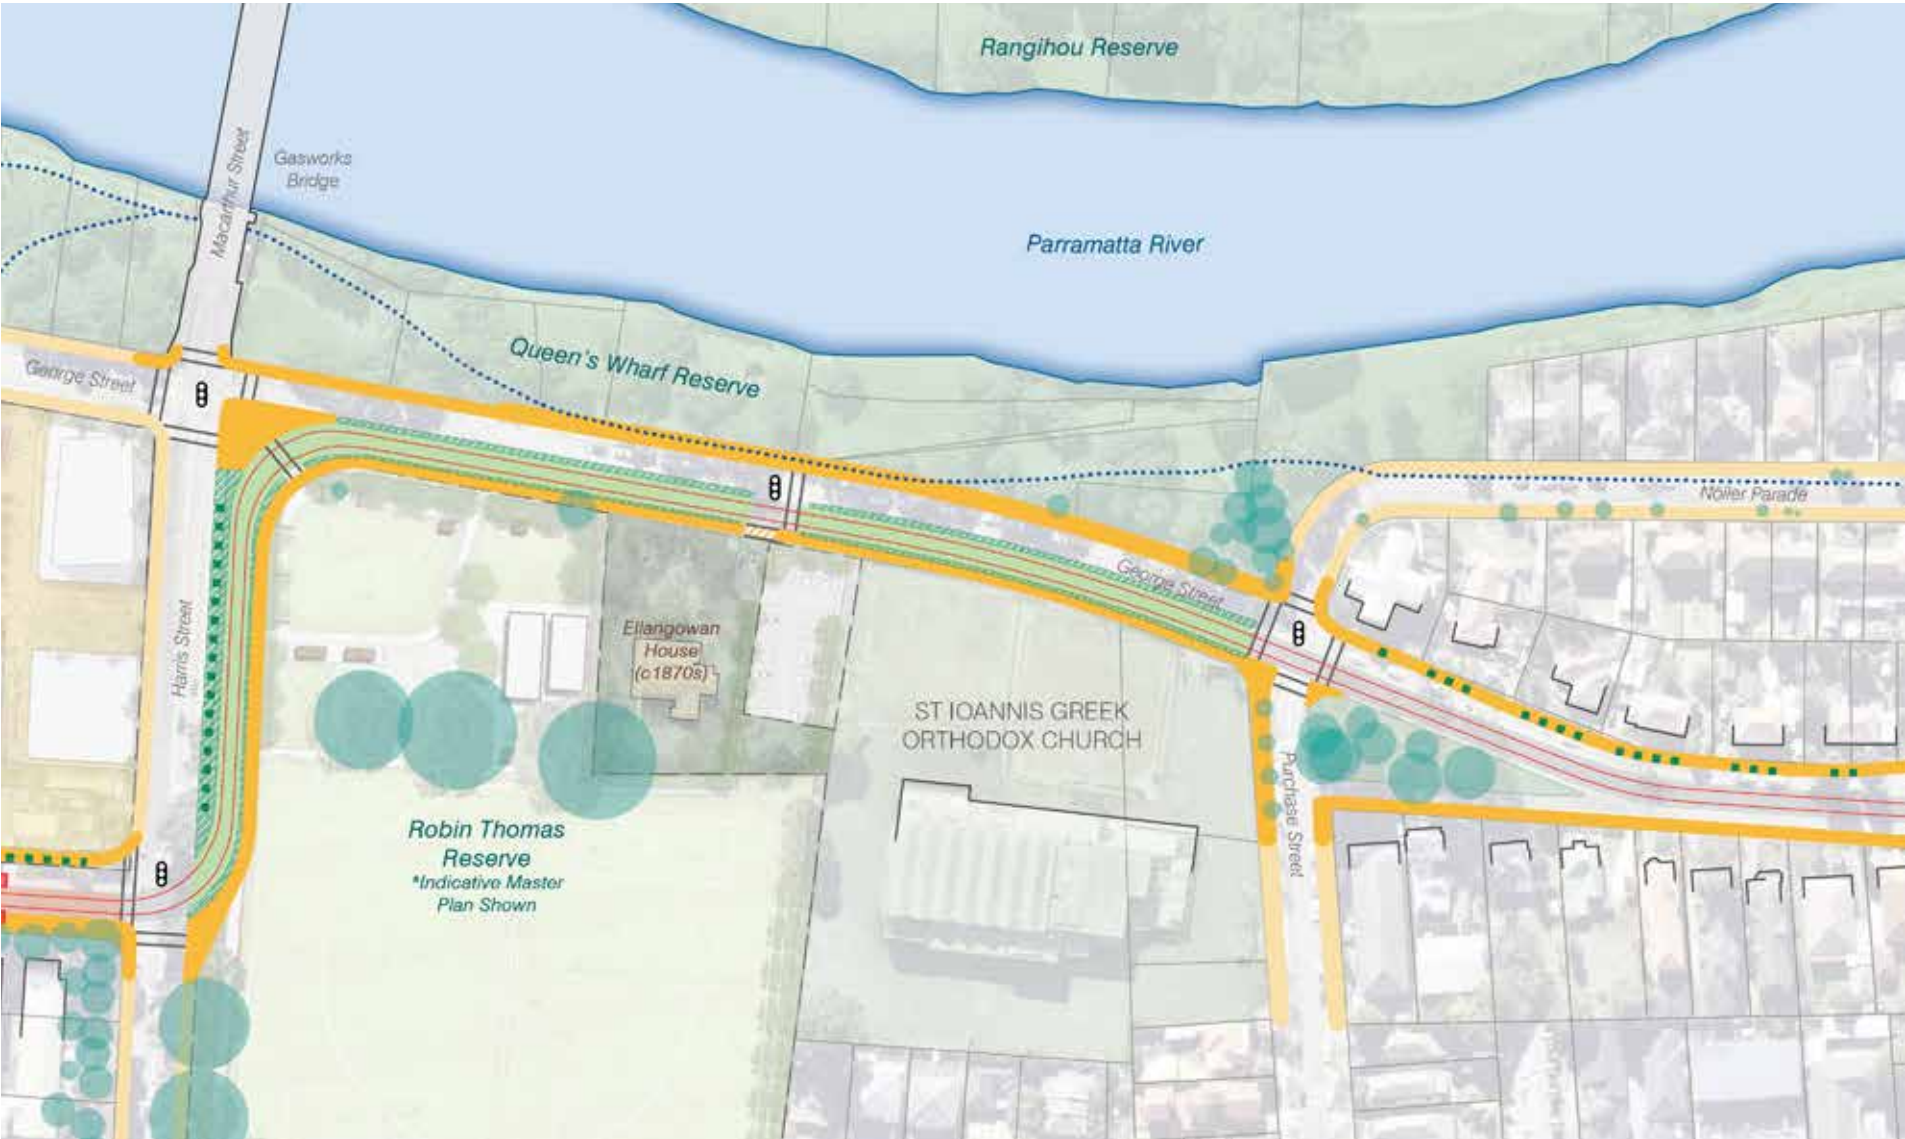 Rangihou Reserve
Macarthur Street
Gasworks
Bridge
Parramatta River
Queen's Wharf Reserve
George Street
Noller Parade
George Street
Harris Street
Ellangowan
House
(c1870s)
ST IOANNIS GREEK
ORTHODOX CHURCH
Purchase Street
Robin Thomas
Reserve
*Indicative Master
Plan Shown